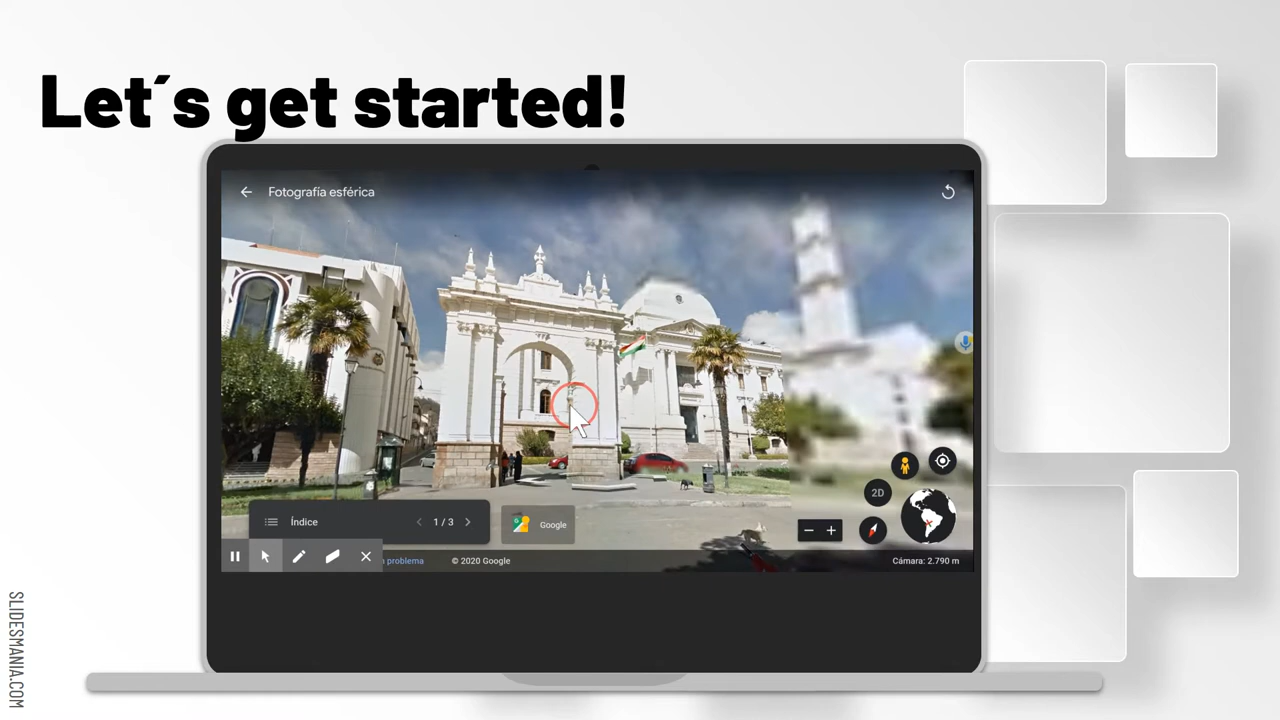 Let´s get started!
Fotografía esférica
2D
Índice
1 / 3
Google
problema
© 2020 Google
Cámara: 2.790 m
SLIDESMANIA.COM